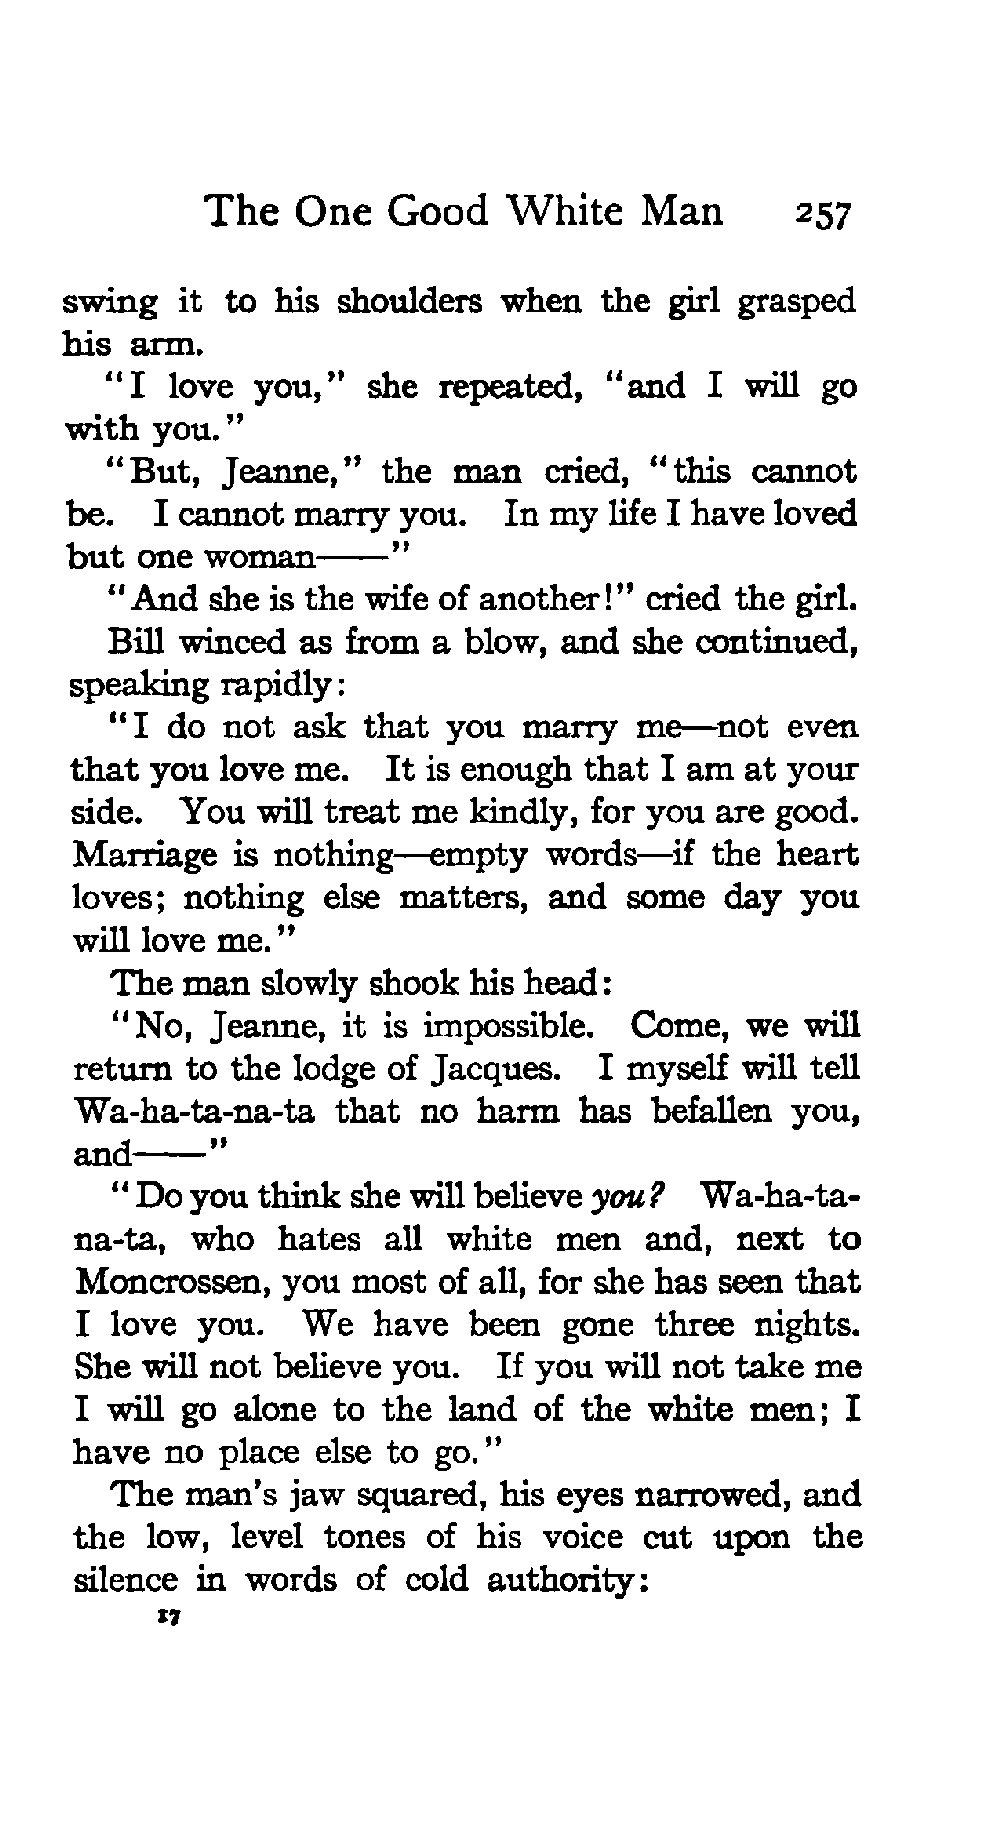 The One Good White Man 257
swing it to his shoulders when the girl grasped
his arm.
"I love you," she repeated, "and I will go
with you."
"But, Jeanne," the man cried, "this cannot
be. I cannot marry you. In my life I have loved
but one woman——"
"And she is the wife of another!" cried the girl.
Bill winced as from a blow, and she continued,
speaking rapidly:
"I do not ask that you marry me—not even
that you love me. It is enough that I am at your
side. You will treat me kindly, for you are good.
Marriage is nothing—empty words—if the heart
loves; nothing else matters, and some day you
will love me."
The man slowly shook his head:
"No, Jeanne, it is impossible. Come, we will
return to the lodge of Jacques. I myself will tell
Wa-ha-ta-na-ta that no harm has befallen you,
and——"
"Do you think she will believe you? Wa-ha-ta-
na-ta, who hates all white men and, next to
Moncrossen, you most of all, for she has seen that
I love you. We have been gone three nights.
She will not believe you. If you will not take me
I will go alone to the land of the white men; I
have no place else to go."
The man's jaw squared, his eyes narrowed, and
the low, level tones of his voice cut upon the
silence in words of cold authority:
17